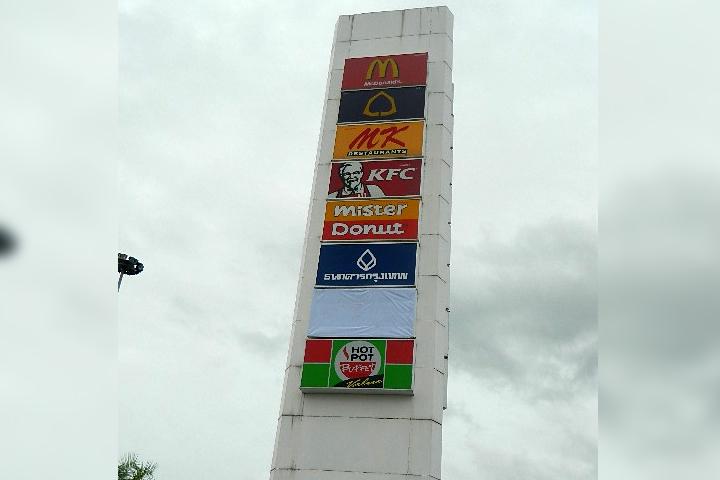 McDonald's
MK
RESTAURANTS
KFC
Mister
Donut
ธนาคารกรุงเทพ
HOT
POT
BUFFET
Value